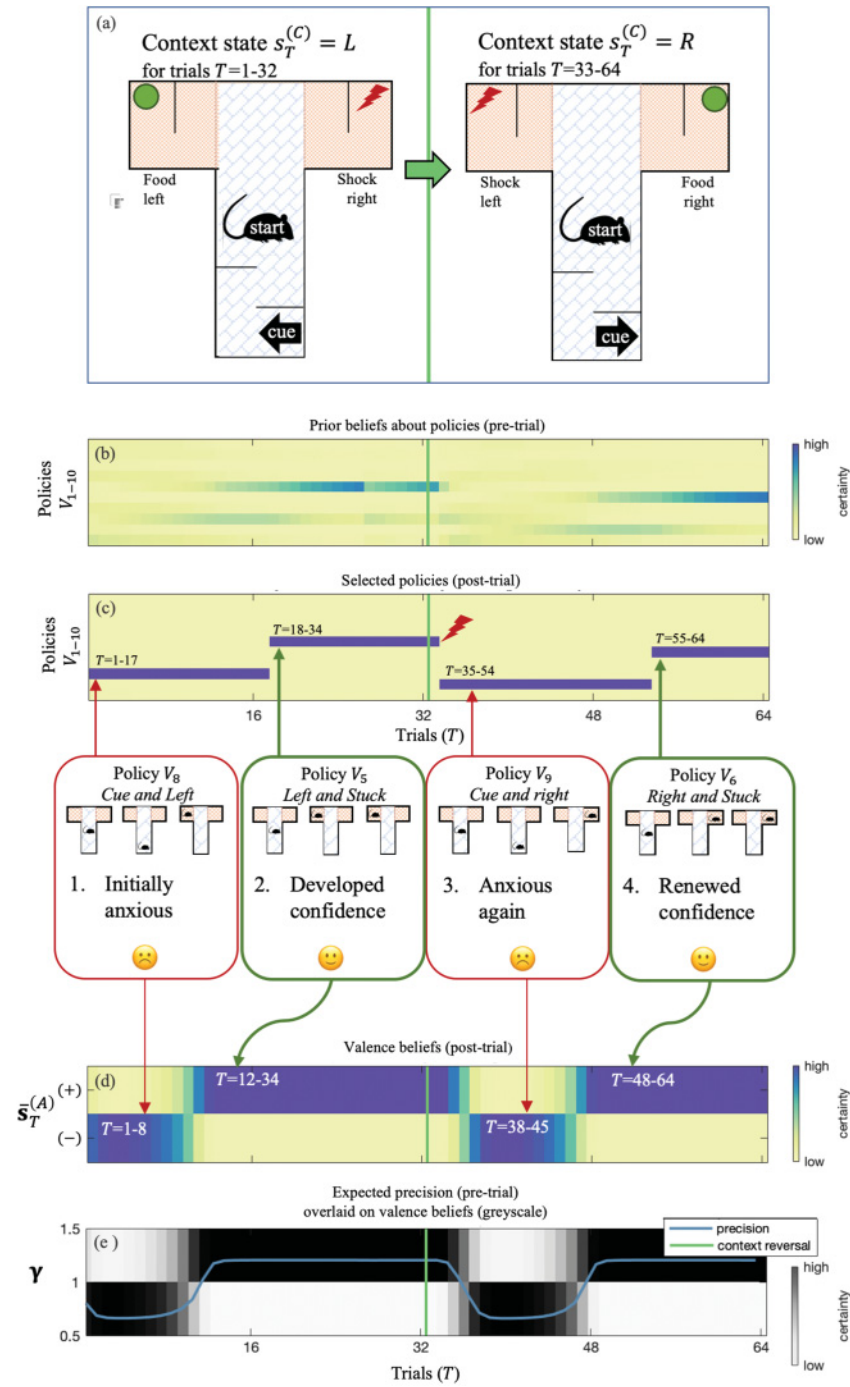 (a)
Context state s_T^(C) = L
for trials T=1-32
Context state s_T^(C) = R
for trials T=33-64
Food
left
Shock
right
Shock
left
Food
right
start
start
cue
cue
Prior beliefs about policies (pre-trial)
(b)
Policies
V₁₋₁₀
16
32
48
64
high
low
certainty
Selected policies (post-trial)
(c)
Policies
V₁₋₁₀
T=1-17
T=18-34
T=35-54
T=55-64
16
32
48
64
Trials (T)
Policy V₈
Cue and Left
1. Initially
anxious
Policy V₅
Left and Stuck
2. Developed
confidence
Policy V₉
Cue and right
3. Anxious
again
Policy V₆
Right and Stuck
4. Renewed
confidence
Valence beliefs (post-trial)
(d)
s̄_T^(A)
(+)
(−)
T=1-8
T=12-34
T=38-45
T=48-64
high
low
certainty
Expected precision (pre-trial)
overlaid on valence beliefs (greyscale)
(e )
γ
1.5
1
0.5
precision
context reversal
high
low
certainty
16
32
48
64
Trials (T)